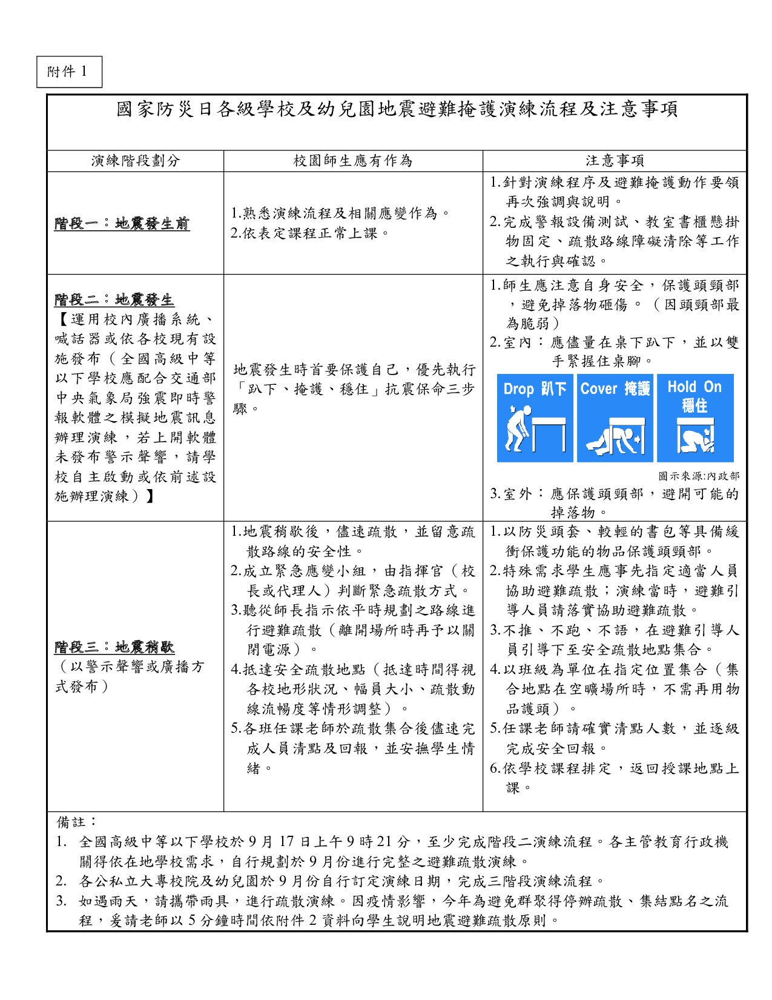 附件 1
國家防災日各級學校及幼兒園地震避難掩護演練流程及注意事項
演練階段劃分
校園師生應有作為
注意事項
階段一：地震發生前
1.熟悉演練流程及相關應變作為。
2.依表定課程正常上課。
1.針對演練程序及避難掩護動作要領
再次強調與說明。
2.完成警報設備測試、教室書櫃懸掛
物固定、疏散路線障礙清除等工作
之執行與確認。
階段二：地震發生
【運用校內廣播系統、
喊話器或依各校現有設
施發布（全國高級中等
以下學校應配合交通部
中央氣象局強震即時警
報軟體之模擬地震訊息
辦理演練，若上開軟體
未發布警示聲響，請學
校自主啟動或依前述設
施辦理演練）】
地震發生時首要保護自己，優先執行
「趴下、掩護、穩住」抗震保命三步
驟。
1.師生應注意自身安全，保護頭頸部
，避免掉落物砸傷。（因頭頸部最
為脆弱）
2.室內：應儘量在桌下趴下，並以雙
手緊握住桌腳。
Drop 趴下
Cover 掩護
Hold On
穩住
圖示來源:內政部
3.室外：應保護頭頸部，避開可能的
掉落物。
階段三：地震稍歇
（以警示聲響或廣播方
式發布）
1.地震稍歇後，儘速疏散，並留意疏
散路線的安全性。
2.成立緊急應變小組，由指揮官（校
長或代理人）判斷緊急疏散方式。
3.聽從師長指示依平時規劃之路線進
行避難疏散（離開場所時再予以關
閉電源）。
4.抵達安全疏散地點（抵達時間得視
各校地形狀況、幅員大小、疏散動
線流暢度等情形調整）。
5.各班任課老師於疏散集合後儘速完
成人員清點及回報，並安撫學生情
緒。
1.以防災頭套、較輕的書包等具備緩
衝保護功能的物品保護頭頸部。
2.特殊需求學生應事先指定適當人員
協助避難疏散；演練當時，避難引
導人員請落實協助避難疏散。
3.不推、不跑、不語，在避難引導人
員引導下至安全疏散地點集合。
4.以班級為單位在指定位置集合（集
合地點在空曠場所時，不需再用物
品護頭）。
5.任課老師請確實清點人數，並逐級
完成安全回報。
6.依學校課程排定，返回授課地點上
課。
備註：
1. 全國高級中等以下學校於 9 月 17 日上午 9 時 21 分，至少完成階段二演練流程。各主管教育行政機
關得依在地學校需求，自行規劃於 9 月份進行完整之避難疏散演練。
2. 各公私立大專校院及幼兒園於 9 月份自行訂定演練日期，完成三階段演練流程。
3. 如遇雨天，請攜帶雨具，進行疏散演練。因疫情影響，今年為避免群聚得停辦疏散、集結點名之流
程，爰請老師以 5 分鐘時間依附件 2 資料向學生說明地震避難疏散原則。